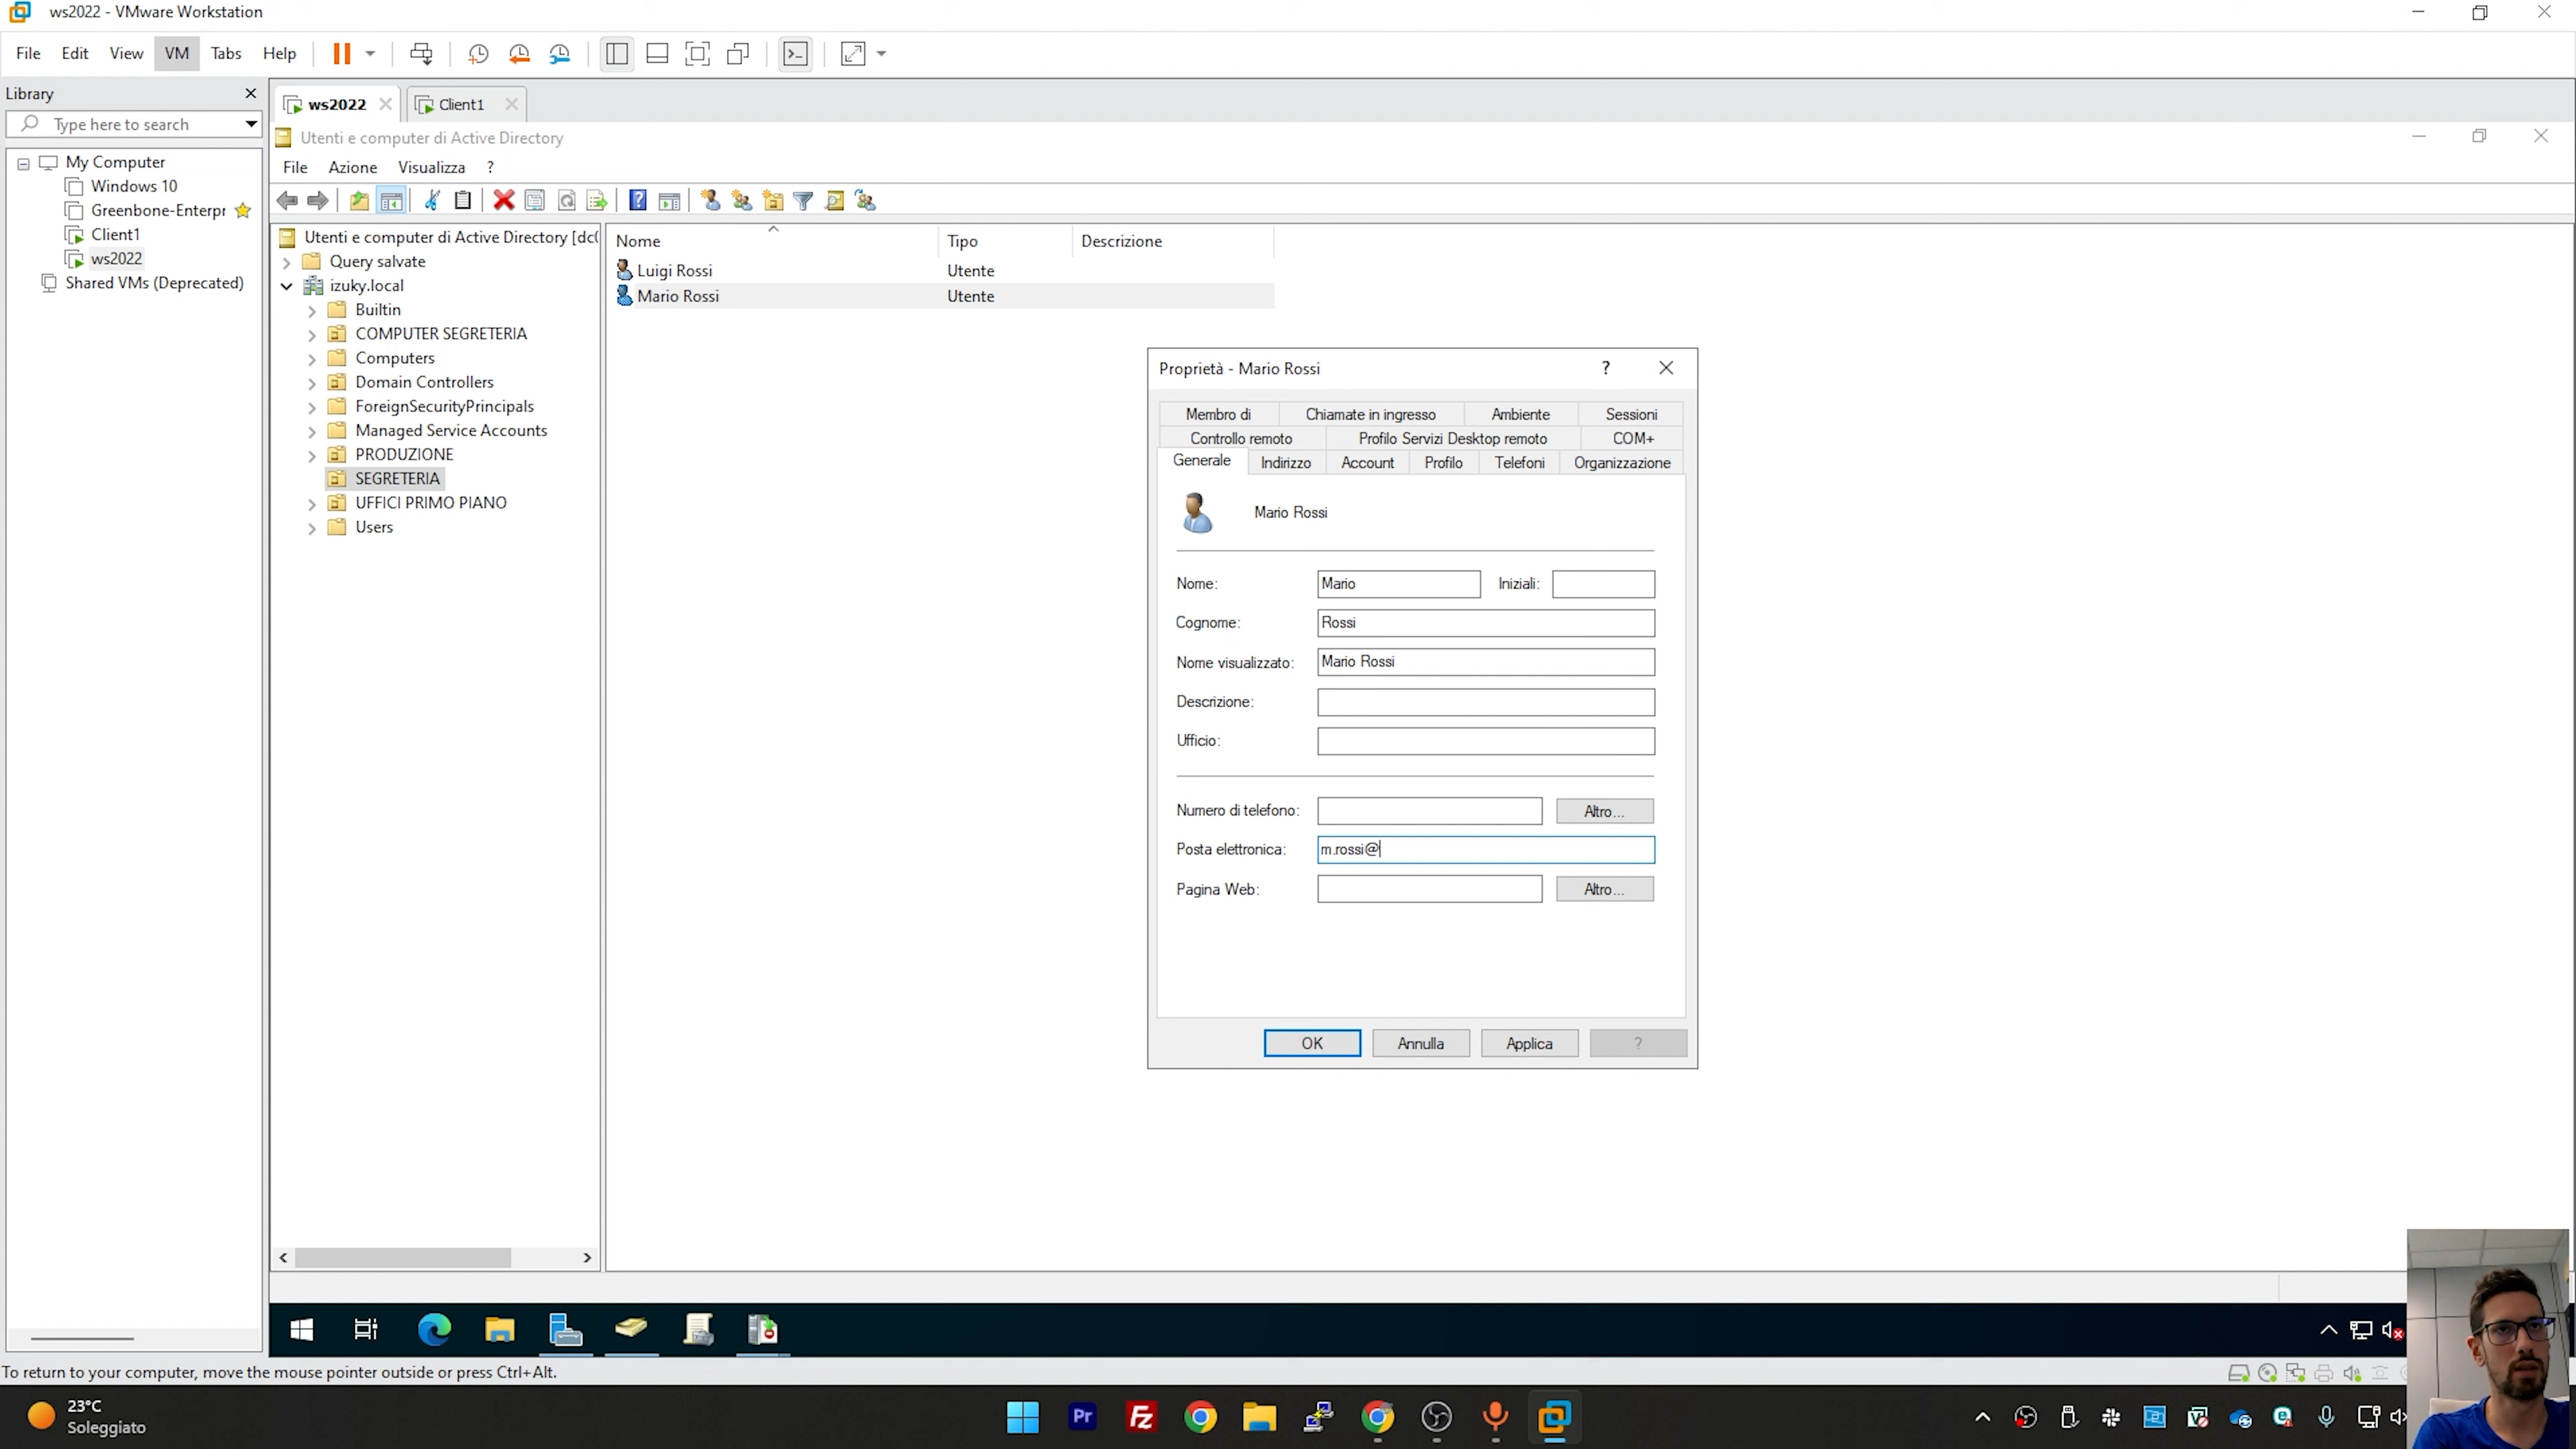 ws2022 - VMware Workstation
File Edit View VM Tabs Help
Library
Type here to search
My Computer
Windows 10
Greenbone-Enterpr
Client1
ws2022
Shared VMs (Deprecated)
ws2022 Client1
Utenti e computer di Active Directory
File Azione Visualizza ?
Utenti e computer di Active Directory [dc(
Query salvate
izuky.local
Builtin
COMPUTER SEGRETERIA
Computers
Domain Controllers
ForeignSecurityPrincipals
Managed Service Accounts
PRODUZIONE
SEGRETERIA
UFFICI PRIMO PIANO
Users
Nome Tipo Descrizione
Luigi Rossi Utente
Mario Rossi Utente
Proprietà - Mario Rossi ?
Membro di Chiamate in ingresso Ambiente Sessioni
Controllo remoto Profilo Servizi Desktop remoto COM+
Generale Indirizzo Account Profilo Telefoni Organizzazione
Mario Rossi
Nome: Mario Iniziali:
Cognome: Rossi
Nome visualizzato: Mario Rossi
Descrizione:
Ufficio:
Numero di telefono: Altro...
Posta elettronica: m.rossi@
Pagina Web: Altro...
OK Annulla Applica ?
To return to your computer, move the mouse pointer outside or press Ctrl+Alt.
23°C
Soleggiato
Pr
Fz